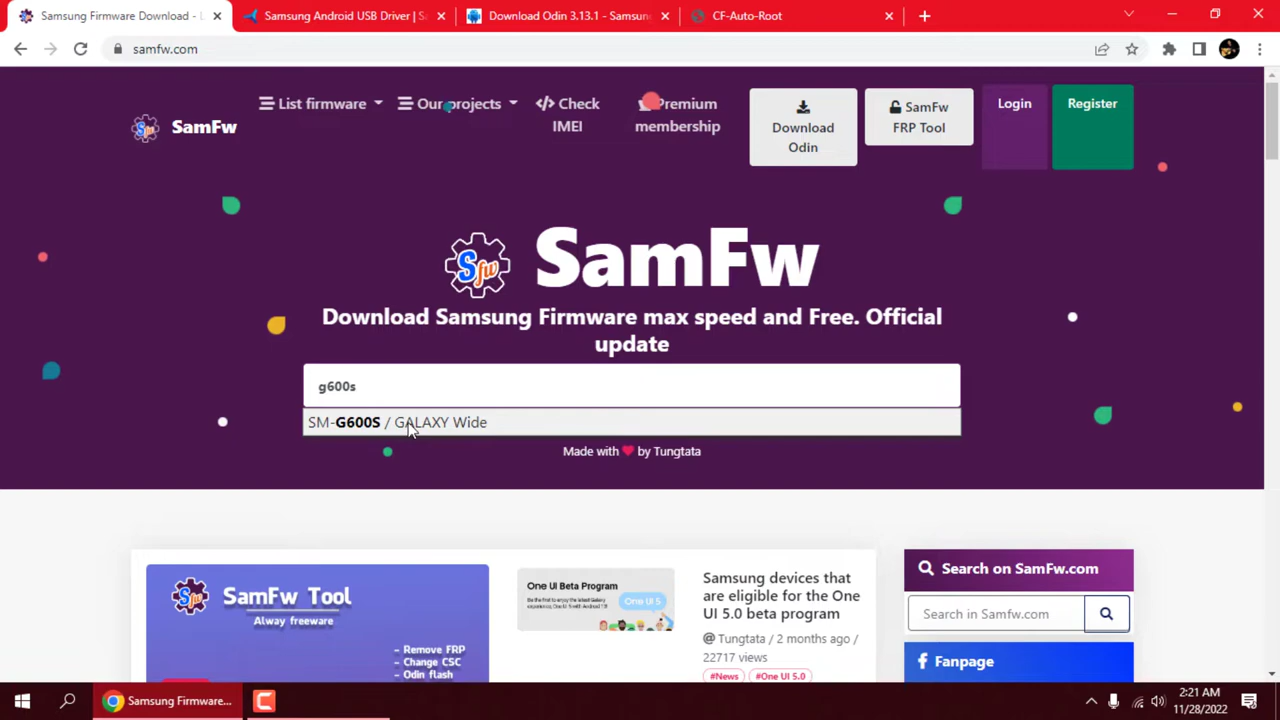 Samsung Firmware Download - L
Samsung Android USB Driver | Sa
Download Odin 3.13.1 - Samsun
CF-Auto-Root
samfw.com
SamFw
List firmware
Our projects
Check
IMEI
Premium
membership
Download
Odin
SamFw
FRP Tool
Login
Register
Sfw SamFw
Download Samsung Firmware max speed and Free. Official
update
g600s
SM-G600S / GALAXY Wide
Made with ❤ by Tungtata
SamFw Tool
Alway freeware
- Remove FRP
- Change CSC
- Odin flash
One UI Beta Program
One UI 5
Samsung devices that
are eligible for the One
UI 5.0 beta program
@ Tungtata / 2 months ago /
22717 views
#News #One UI 5.0
Search on SamFw.com
Search in Samfw.com
Fanpage
Samsung Firmware...
2:21 AM
11/28/2022